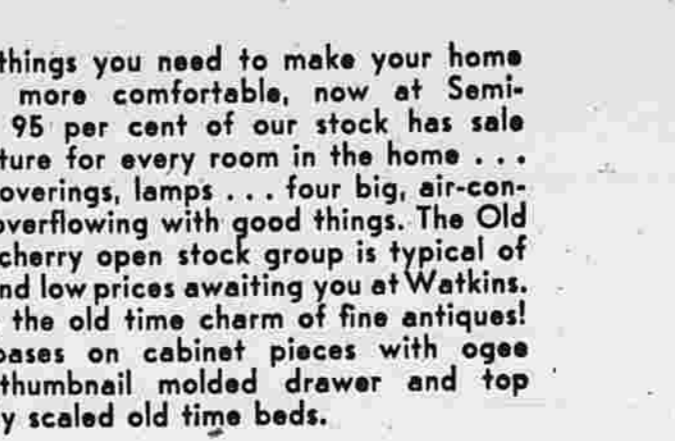 things you need to make your home
more comfortable, now at Semi-
95 per cent of our stock has sale
ture for every room in the home . . .
overings, lamps . . . four big, air-con-
overflowing with good things. The Old
cherry open stock group is typical of
nd low prices awaiting you at Watkins.
the old time charm of fine antiques!
bases on cabinet pieces with ogee
thumbnail molded drawer and top
y scaled old time beds.